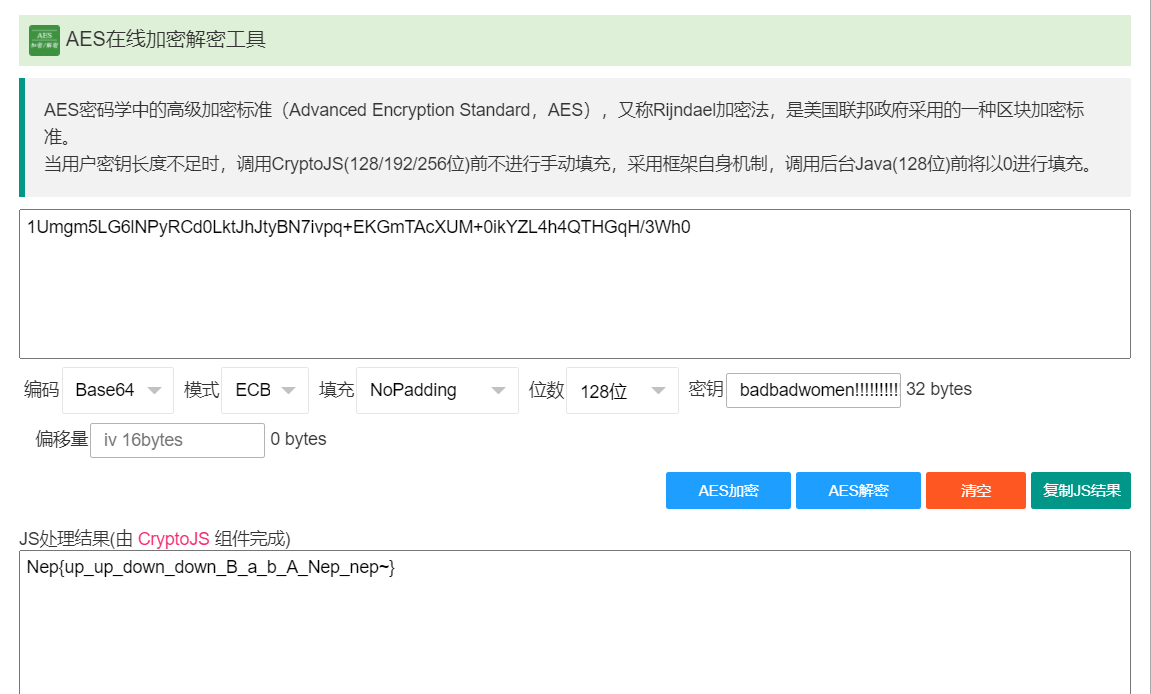 AES
加密/解密
AES在线加密解密工具
AES密码学中的高级加密标准（Advanced Encryption Standard，AES），又称Rijndael加密法，是美国联邦政府采用的一种区块加密标
准。
当用户密钥长度不足时，调用CryptoJS(128/192/256位)前不进行手动填充，采用框架自身机制，调用后台Java(128位)前将以0进行填充。
1Umgm5LG6lNPyRCd0LktJhJtyBN7ivpq+EKGmTAcXUM+0ikYZL4h4QTHGqH/3Wh0
编码 Base64 模式 ECB 填充 NoPadding 位数 128位 密钥 badbadwomen!!!!!!!!! 32 bytes
偏移量 iv 16bytes 0 bytes
AES加密 AES解密 清空 复制JS结果
JS处理结果(由 CryptoJS 组件完成)
Nep{up_up_down_down_B_a_b_A_Nep_nep~}